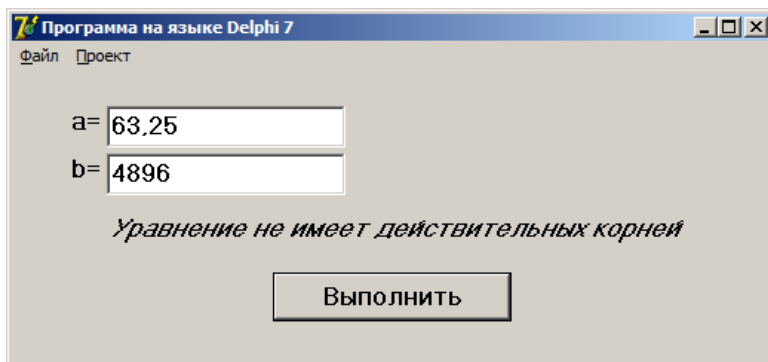 Программа на языке Delphi 7
Файл Проект
a= 63,25
b= 4896
Уравнение не имеет действительных корней
Выполнить